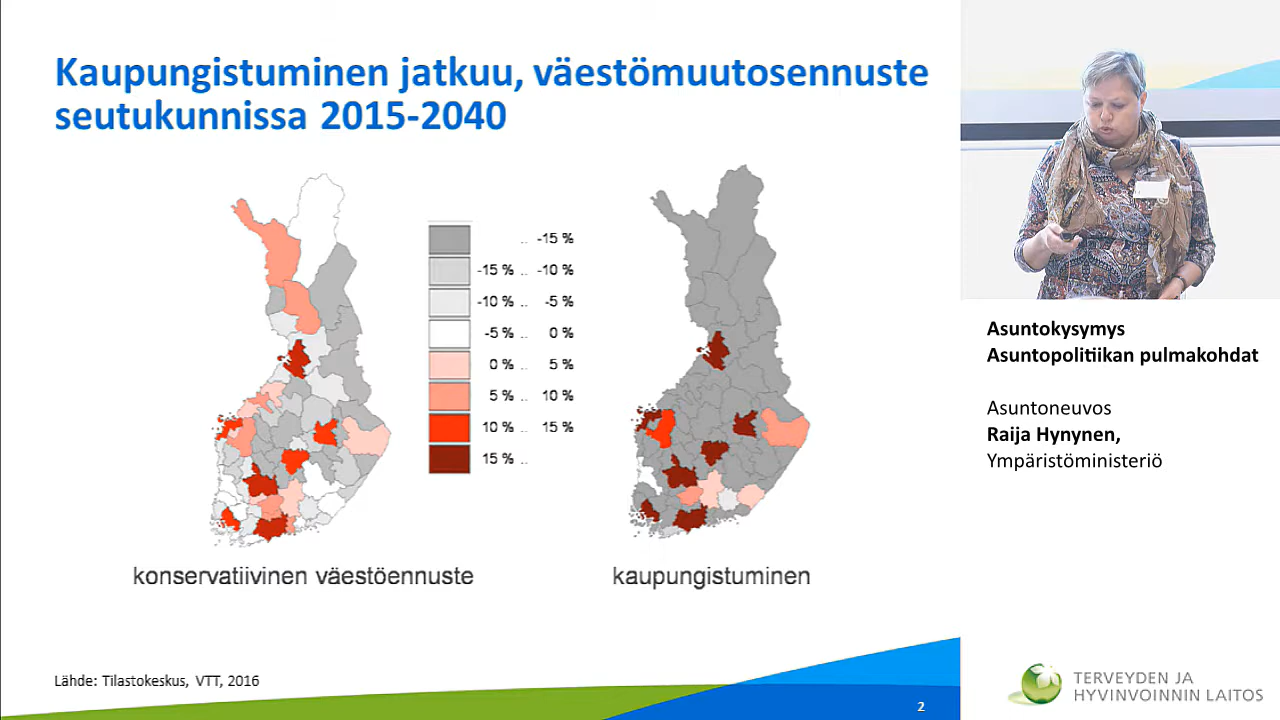 Kaupungistuminen jatkuu, väestömuutosennuste
seutukunnissa 2015-2040
.. -15 %
-15 % .. -10 %
-10 % .. -5 %
-5 % .. 0 %
0 % .. 5 %
5 % .. 10 %
10 % .. 15 %
15 % ..
konservatiivinen väestöennuste
kaupungistuminen
Lähde: Tilastokeskus, VTT, 2016
2
Asuntokysymys
Asuntopolitiikan pulmakohdat
Asuntoneuvos
Raija Hynynen,
Ympäristöministeriö
TERVEYDEN JA
HYVINVOINNIN LAITOS